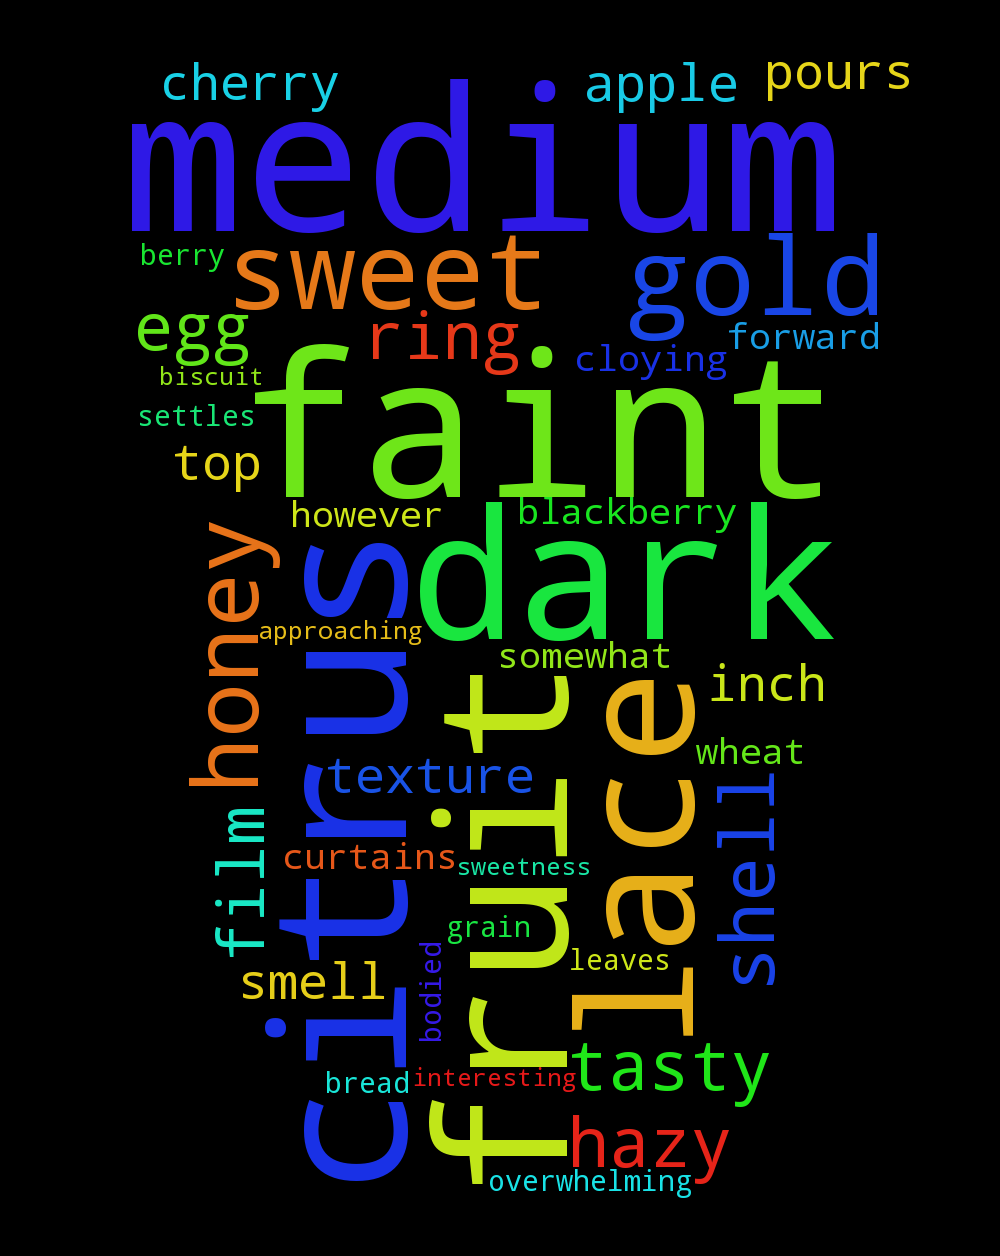 cherry
apple
pours
medium
berry
sweet
gold
egg
ring
forward
cloying
biscuit
faint
settles
top
however
blackberry
honey
citrus
dark
approaching
somewhat
fruit
lace
inch
wheat
texture
shell
film
curtains
sweetness
grain
leaves
bodied
smell
tasty
bread
interesting
hazy
overwhelming